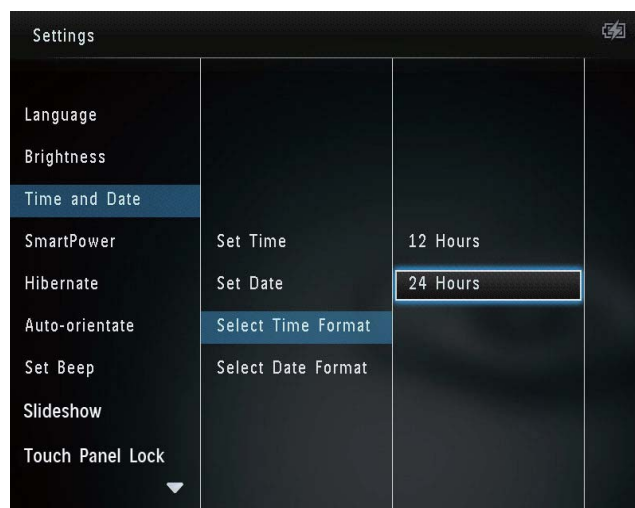 Settings
Language
Brightness
Time and Date
SmartPower
Hibernate
Auto-orientate
Set Beep
Slideshow
Touch Panel Lock
Set Time
Set Date
Select Time Format
Select Date Format
12 Hours
24 Hours